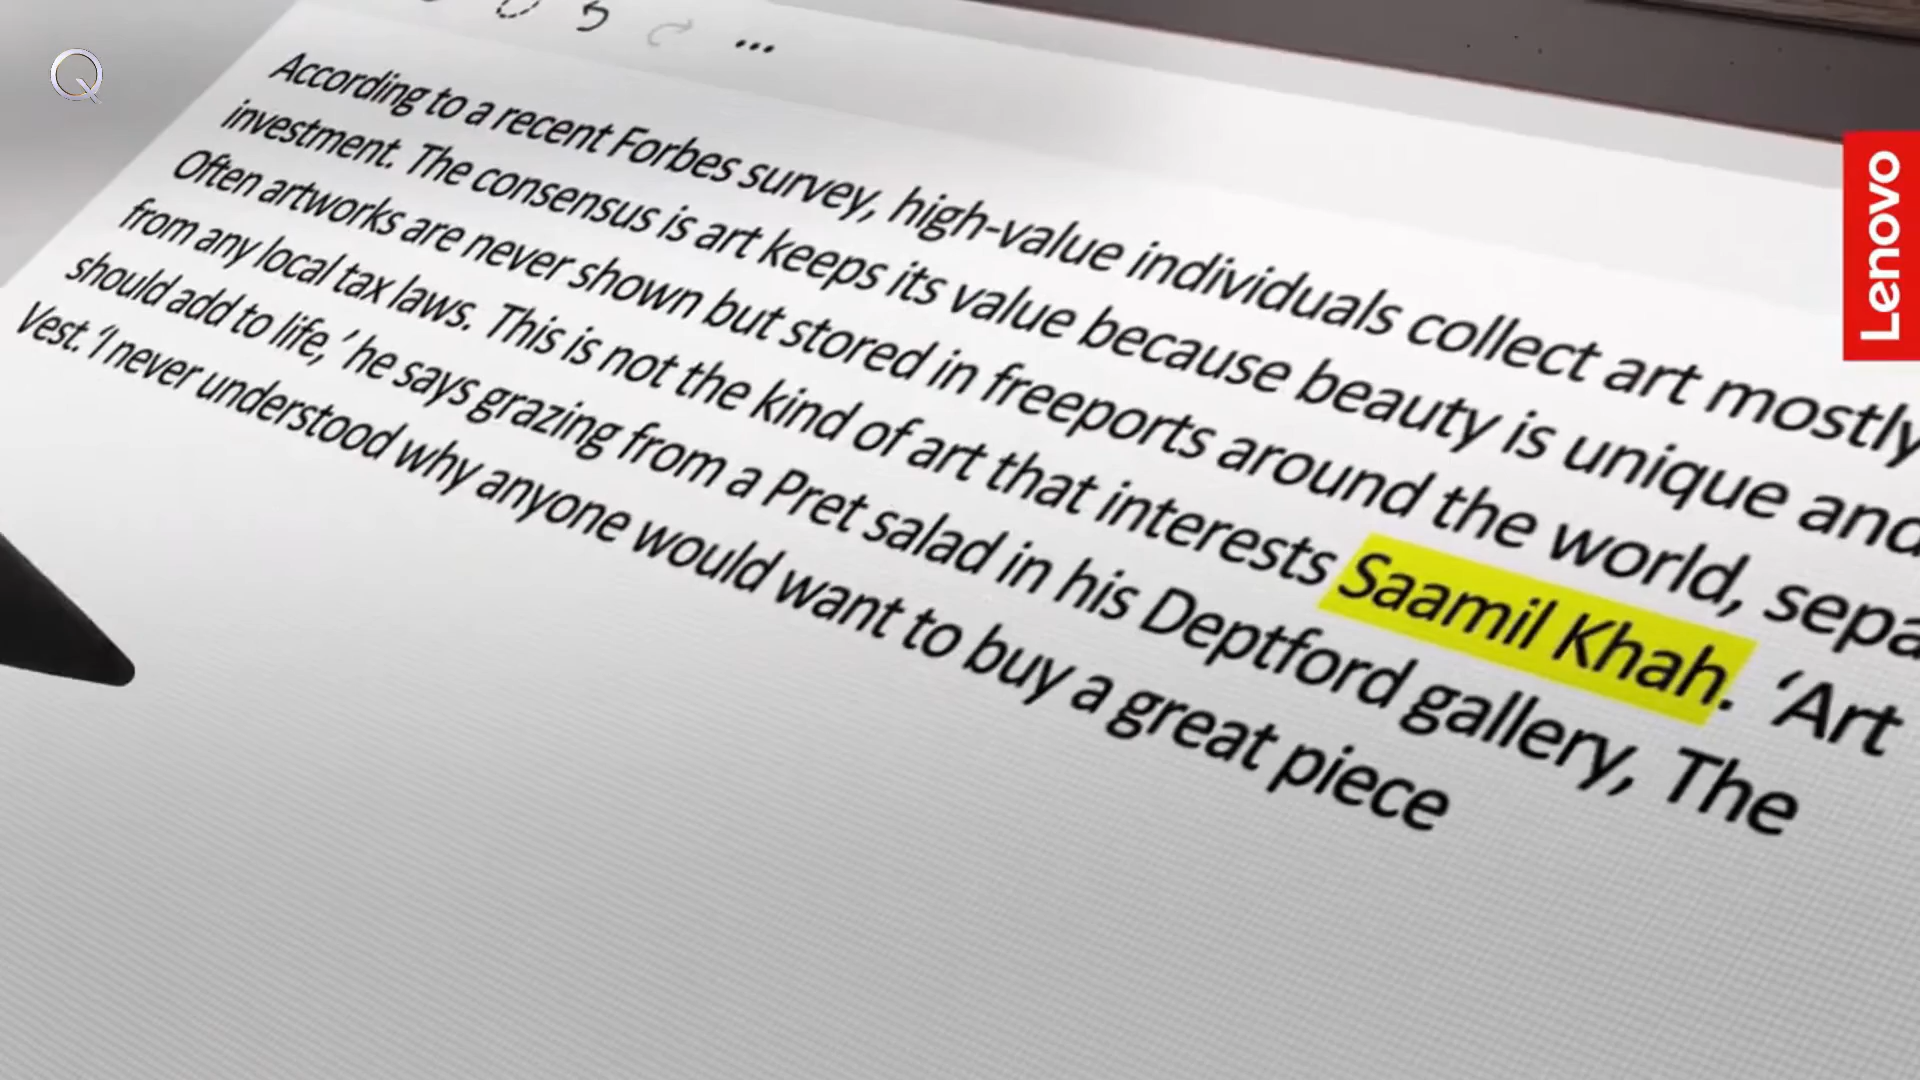 According to a recent Forbes survey, high-value individuals collect art mostly
investment. The consensus is art keeps its value because beauty is unique and
Often artworks are never shown but stored in freeports around the world, sepa
from any local tax laws. This is not the kind of art that interests Saamil Khah. ‘Art
should add to life,’ he says grazing from a Pret salad in his Deptford gallery, The
Vest. ‘I never understood why anyone would want to buy a great piece
Lenovo
Q